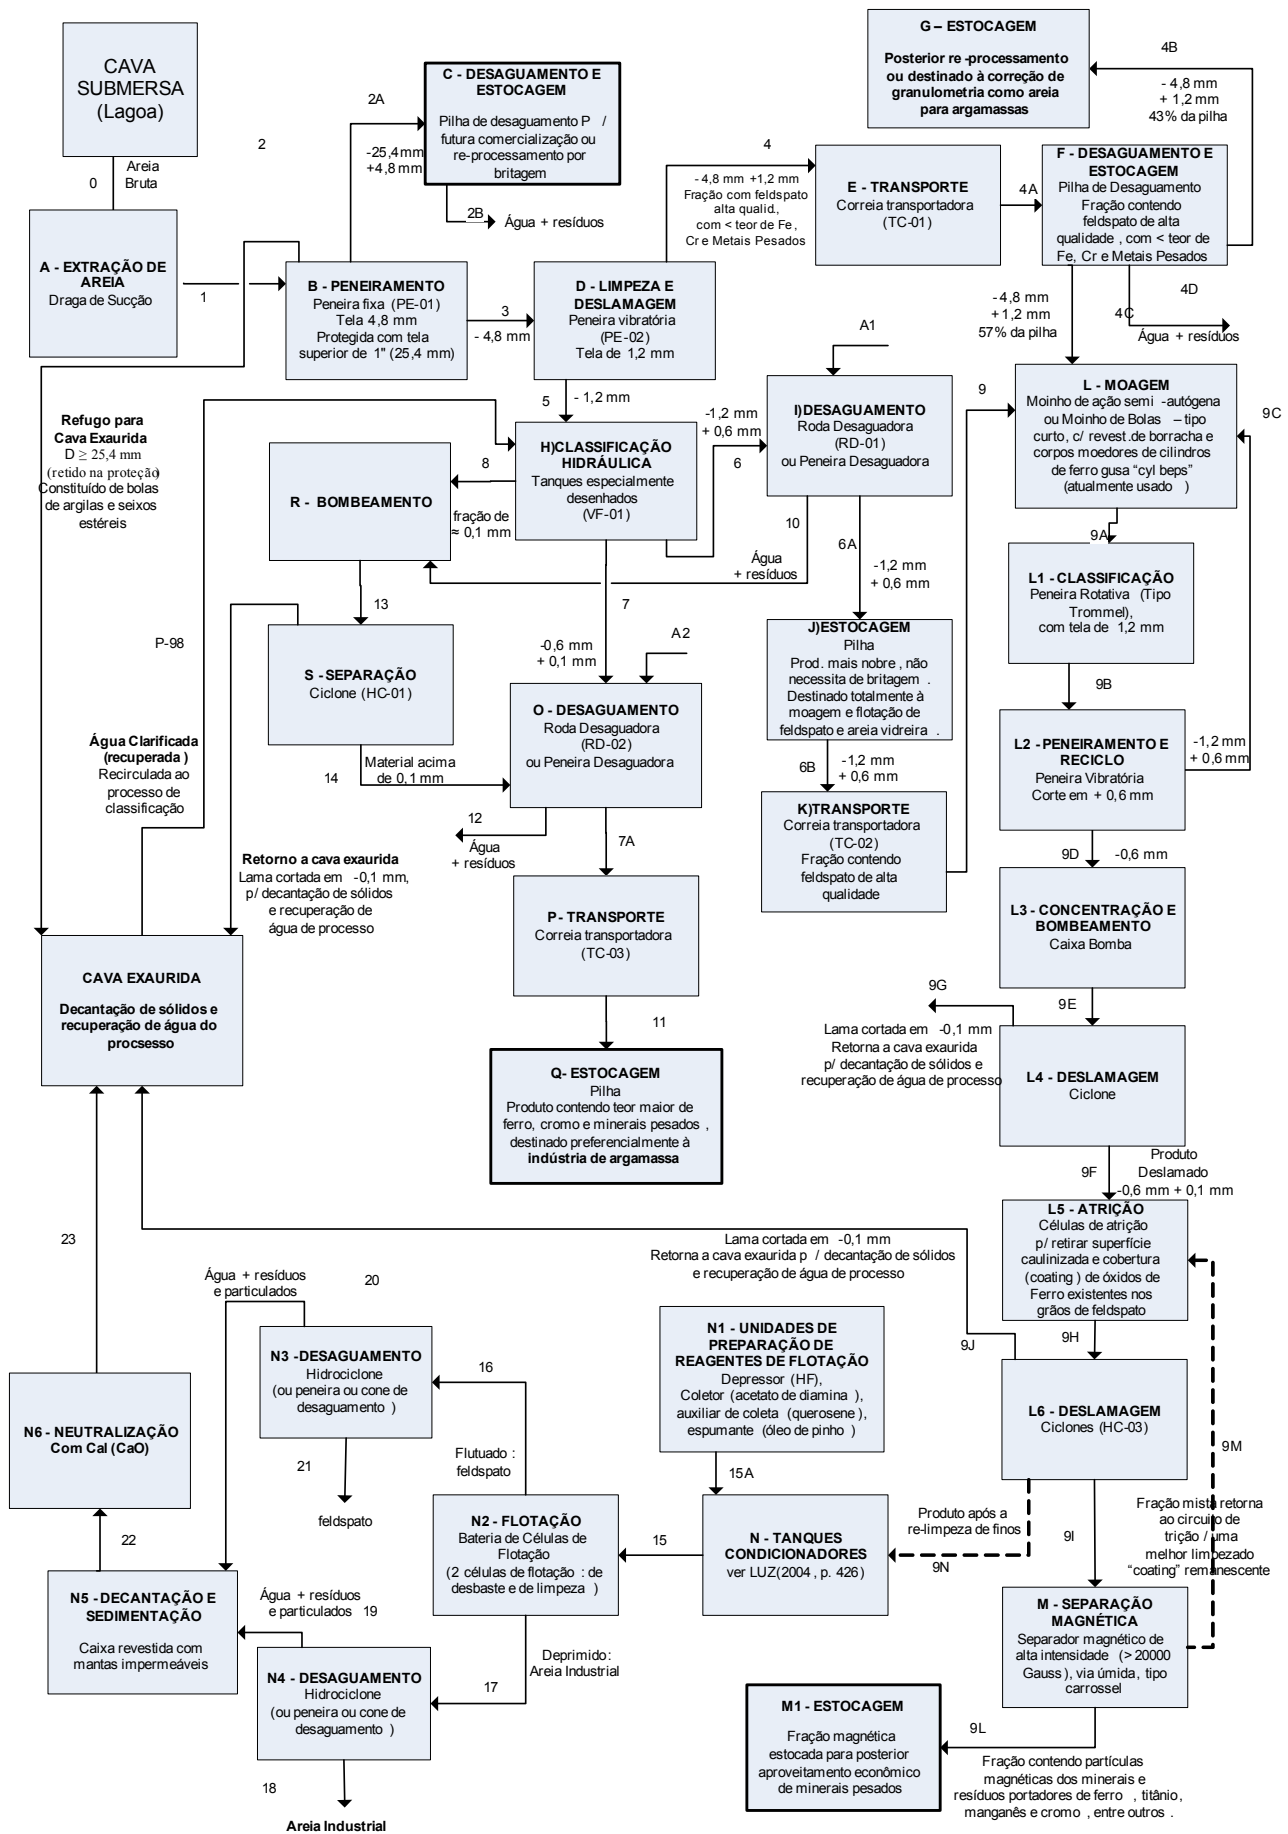 CAVA
SUBMERSA
(Lagoa)
0
Areia
Bruta
A - EXTRAÇÃO DE
AREIA
Draga de Sucção
1
2
2A
-25,4mm
+4,8 mm
C - DESAGUAMENTO E
ESTOCAGEM
Pilha de desaguamento P /
futura comercialização ou
re-processamento por
britagem
2B
Água + resíduos
B - PENEIRAMENTO
Peneira fixa (PE-01)
Tela 4,8 mm
Protegida com tela
superior de 1" (25,4 mm)
3
- 4,8 mm
D - LIMPEZA E
DESLAMAGEM
Peneira vibratória
(PE-02)
Tela de 1,2 mm
4
- 4,8 mm +1,2 mm
Fração com feldspato
alta qualid.,
com < teor de Fe,
Cr e Metais Pesados
E - TRANSPORTE
Correia transportadora
(TC-01)
4A
F - DESAGUAMENTO E
ESTOCAGEM
Pilha de Desaguamento
Fração contendo
feldspato de alta
qualidade , com < teor de
Fe, Cr e Metais Pesados
G – ESTOCAGEM
Posterior re -processamento
ou destinado à correção de
granulometria como areia
para argamassas
4B
- 4,8 mm
+ 1,2 mm
43% da pilha
4D
4C
Água + resíduos
- 4,8 mm
+ 1,2 mm
57% da pilha
5
- 1,2 mm
H)CLASSIFICAÇÃO
HIDRÁULICA
Tanques especialmente
desenhados
(VF-01)
-1,2 mm
+ 0,6 mm
6
A1
I)DESAGUAMENTO
Roda Desaguadora
(RD-01)
ou Peneira Desaguadora
9
L - MOAGEM
Moinho de ação semi -autógena
ou Moinho de Bolas – tipo
curto, c/ revest.de borracha e
corpos moedores de cilindros
de ferro gusa “cyl beps”
(atualmente usado )
9C
Refugo para
Cava Exaurida
D ≥ 25,4 mm
(retido na proteção)
Constituído de bolas
de argilas e seixos
estéreis
8
fração de
≈ 0,1 mm
R - BOMBEAMENTO
10
Água
+ resíduos
6A
-1,2 mm
+ 0,6 mm
9A
L1 - CLASSIFICAÇÃO
Peneira Rotativa (Tipo
Trommel),
com tela de 1,2 mm
13
7
-0,6 mm
+ 0,1 mm
A2
J)ESTOCAGEM
Pilha
Prod. mais nobre , não
necessita de britagem .
Destinado totalmente à
moagem e flotação de
feldspato e areia vidreira .
P-98
S - SEPARAÇÃO
Ciclone (HC-01)
O - DESAGUAMENTO
Roda Desaguadora
(RD-02)
ou Peneira Desaguadora
9B
L2 - PENEIRAMENTO E
RECICLO
Peneira Vibratória
Corte em + 0,6 mm
-1,2 mm
+ 0,6 mm
Água Clarificada
(recuperada )
Recirculada ao
processo de
classificação
14
Material acima
de 0,1 mm
6B
-1,2 mm
+ 0,6 mm
K)TRANSPORTE
Correia transportadora
(TC-02)
Fração contendo
feldspato de alta
qualidade
12
Água
+ resíduos
7A
9D
-0,6 mm
Retorno a cava exaurida
Lama cortada em -0,1 mm,
p/ decantação de sólidos
e recuperação de
água de processo
P - TRANSPORTE
Correia transportadora
(TC-03)
L3 - CONCENTRAÇÃO E
BOMBEAMENTO
Caixa Bomba
CAVA EXAURIDA
Decantação de sólidos e
recuperação de água do
procsesso
11
9G
Lama cortada em -0,1 mm
Retorna a cava exaurida
p/ decantação de sólidos e
recuperação de água de processo
9E
L4 - DESLAMAGEM
Ciclone
Q- ESTOCAGEM
Pilha
Produto contendo teor maior de
ferro, cromo e minerais pesados ,
destinado preferencialmente à
indústria de argamassa
9F
Produto
Deslamado
-0,6 mm + 0,1 mm
L5 - ATRIÇÃO
Células de atrição
p/ retirar superfície
caulinizada e cobertura
(coating ) de óxidos de
Ferro existentes nos
grãos de feldspato
23
Lama cortada em -0,1 mm
Retorna a cava exaurida p / decantação de sólidos
e recuperação de água de processo
20
Água + resíduos
e particulados
N3 -DESAGUAMENTO
Hidrociclone
(ou peneira ou cone de
desaguamento )
16
N1 - UNIDADES DE
PREPARAÇÃO DE
REAGENTES DE FLOTAÇÃO
Depressor (HF),
Coletor (acetato de diamina ),
auxiliar de coleta (querosene ),
espumante (óleo de pinho )
9J
9H
L6 - DESLAMAGEM
Ciclones (HC-03)
9M
N6 - NEUTRALIZAÇÃO
Com Cal (CaO)
21
feldspato
Flutuado :
feldspato
15A
Produto após a
re-limpeza de finos
9N
9I
Fração mista retorna
ao circuito de
trição / uma
melhor limpezado
“coating” remanescente
22
N2 - FLOTAÇÃO
Bateria de Células de
Flotação
(2 células de flotação : de
desbaste e de limpeza )
15
N - TANQUES
CONDICIONADORES
ver LUZ(2004 , p. 426)
N5 - DECANTAÇÃO E
SEDIMENTAÇÃO
Caixa revestida com
mantas impermeáveis
Água + resíduos
e particulados 19
N4 - DESAGUAMENTO
Hidrociclone
(ou peneira ou cone de
desaguamento )
17
Deprimido:
Areia Industrial
M - SEPARAÇÃO
MAGNÉTICA
Separador magnético de
alta intensidade (> 20000
Gauss ), via úmida , tipo
carrossel
M1 - ESTOCAGEM
Fração magnética
estocada para posterior
aproveitamento econômico
de minerais pesados
9L
Fração contendo partículas
magnéticas dos minerais e
resíduos portadores de ferro , titânio,
manganês e cromo , entre outros .
18
Areia Industrial